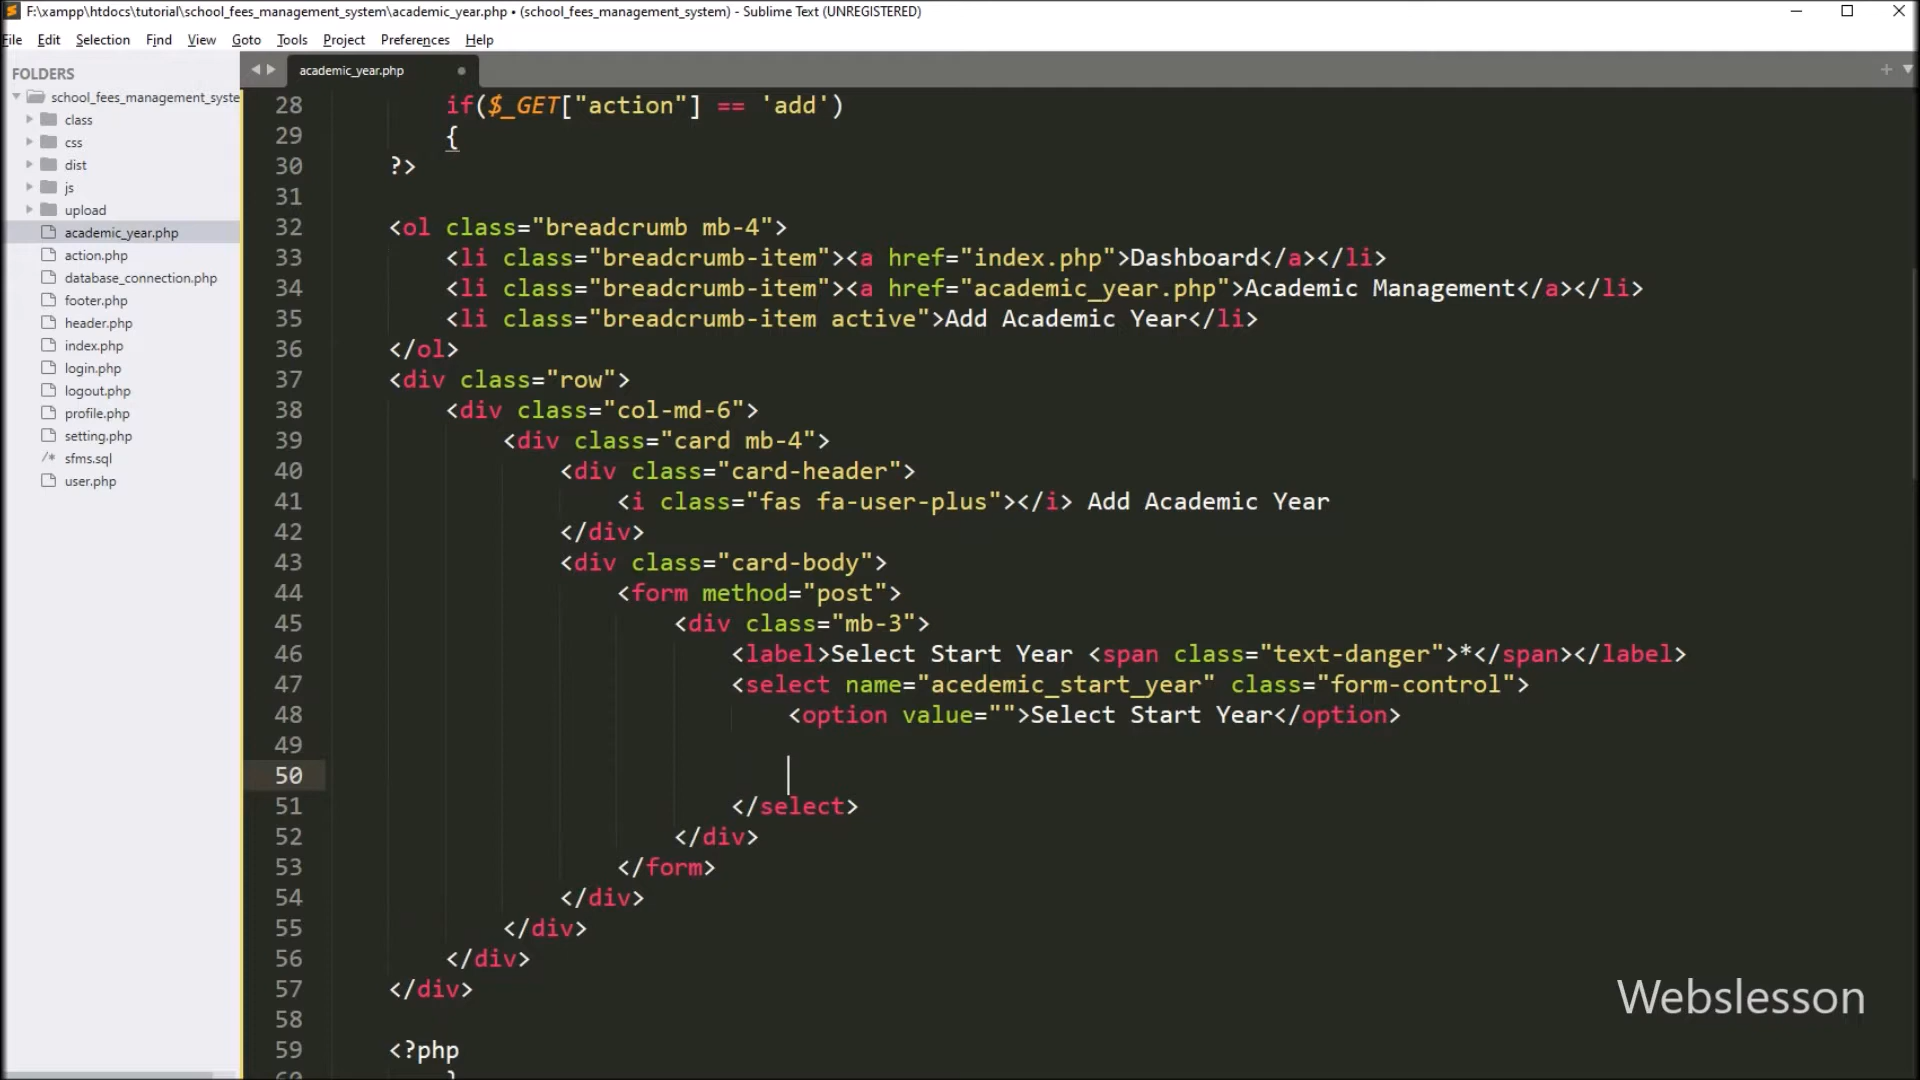 F:\xampp\htdocs\tutorial\school_fees_management_system\academic_year.php • (school_fees_management_system) - Sublime Text (UNREGISTERED)
File Edit Selection Find View Goto Tools Project Preferences Help
FOLDERS
school_fees_management_syste
class
css
dist
js
upload
academic_year.php
action.php
database_connection.php
footer.php
header.php
index.php
login.php
logout.php
profile.php
setting.php
/* sfms.sql
user.php
academic_year.php
28 if($_GET["action"] == 'add')
29 {
30 ?>
31
32 <ol class="breadcrumb mb-4">
33 <li class="breadcrumb-item"><a href="index.php">Dashboard</a></li>
34 <li class="breadcrumb-item"><a href="academic_year.php">Academic Management</a></li>
35 <li class="breadcrumb-item active">Add Academic Year</li>
36 </ol>
37 <div class="row">
38 <div class="col-md-6">
39 <div class="card mb-4">
40 <div class="card-header">
41 <i class="fas fa-user-plus"></i> Add Academic Year
42 </div>
43 <div class="card-body">
44 <form method="post">
45 <div class="mb-3">
46 <label>Select Start Year <span class="text-danger">*</span></label>
47 <select name="acedemic_start_year" class="form-control">
48 <option value="">Select Start Year</option>
49
50
51 </select>
52 </div>
53 </form>
54 </div>
55 </div>
56 </div>
57 </div>
58
59 <?php
60 }
Webslesson